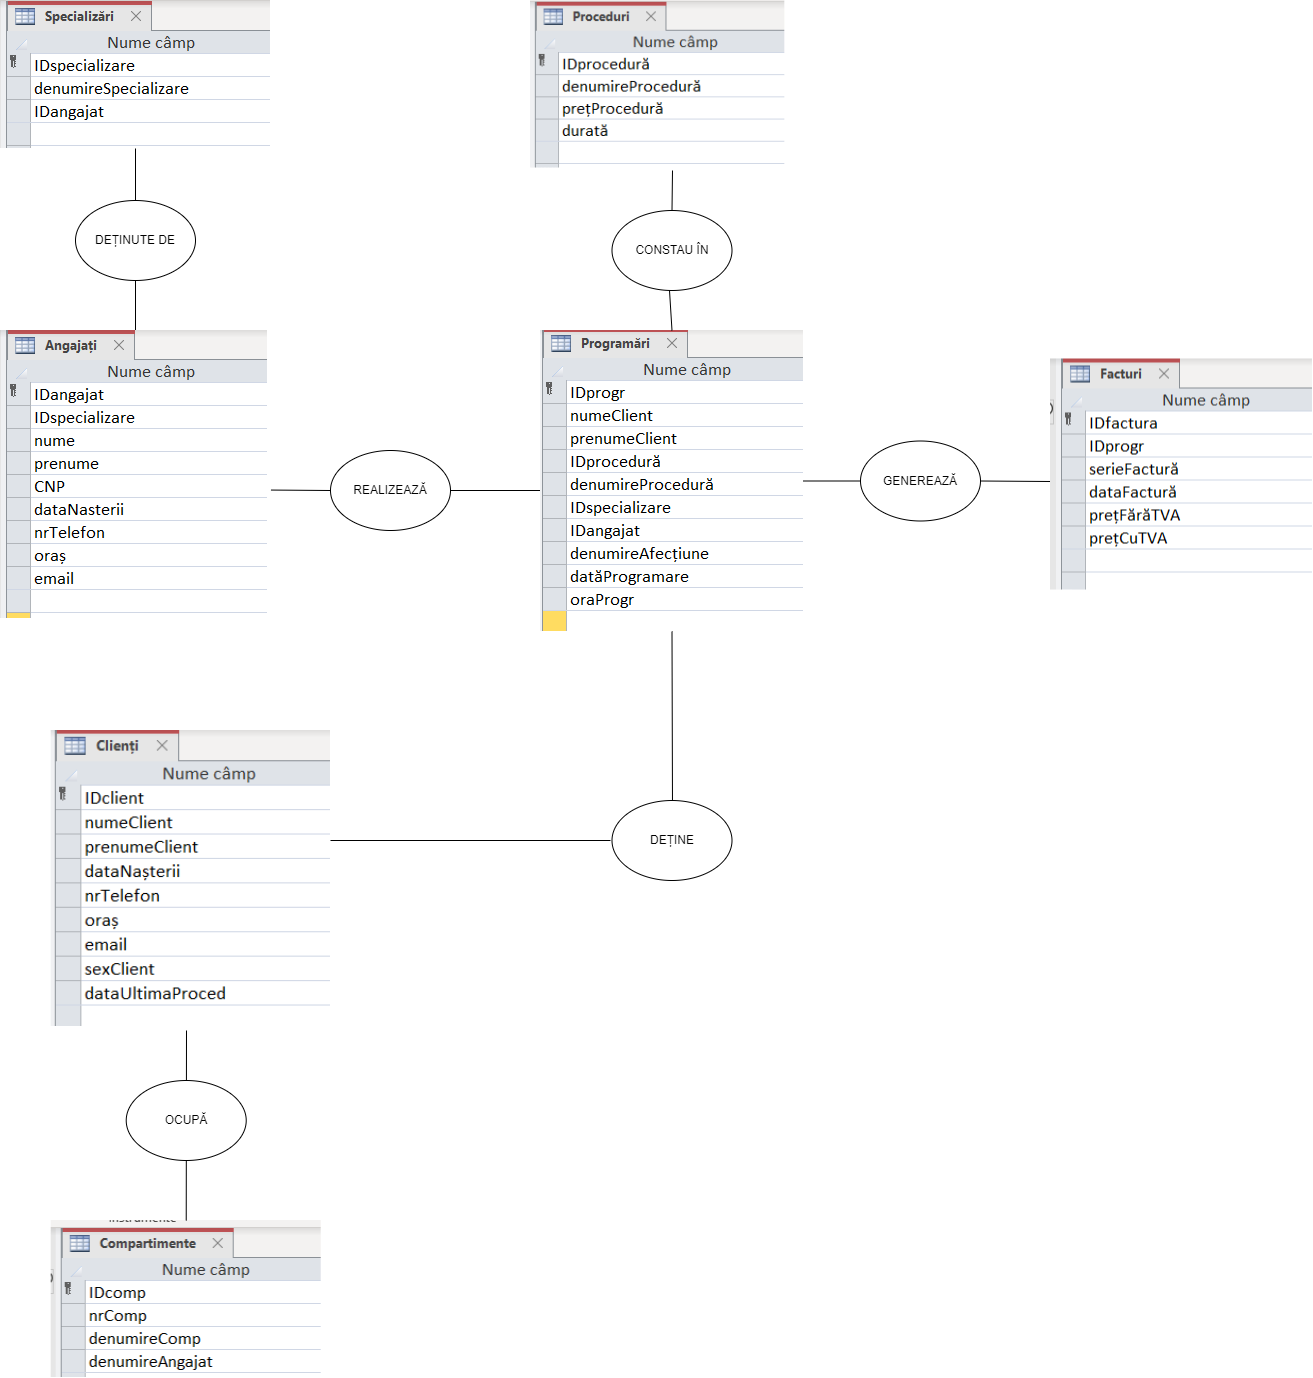 Specializări
Nume câmp
IDspecializare
denumireSpecializare
IDangajat
Proceduri
Nume câmp
IDprocedură
denumireProcedură
prețProcedură
durată
DEȚINUTE DE
CONSTAU ÎN
Angajați
Nume câmp
IDangajat
IDspecializare
nume
prenume
CNP
dataNasterii
nrTelefon
oraș
email
REALIZEAZĂ
Programări
Nume câmp
IDprogr
numeClient
prenumeClient
IDprocedură
denumireProcedură
IDspecializare
IDangajat
denumireAfecțiune
datăProgramare
oraProgr
GENEREAZĂ
Facturi
Nume câmp
IDfactura
IDprogr
serieFactură
dataFactură
prețFărăTVA
prețCuTVA
Clienți
Nume câmp
IDclient
numeClient
prenumeClient
dataNașterii
nrTelefon
oraș
email
sexClient
dataUltimaProced
DEȚINE
OCUPĂ
Compartimente
Nume câmp
IDcomp
nrComp
denumireComp
denumireAngajat